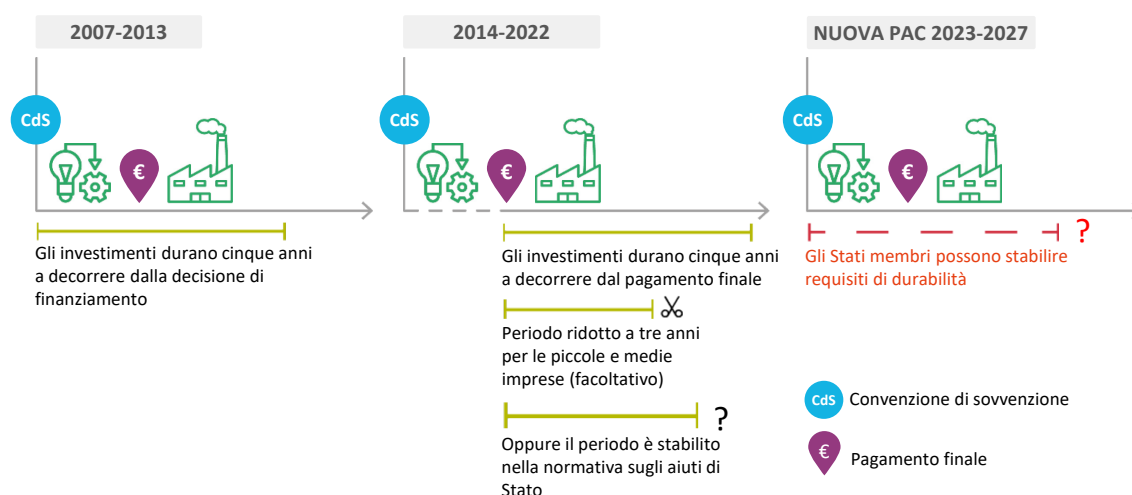 2007-2013
CdS
€
Gli investimenti durano cinque anni
a decorrere dalla decisione di
finanziamento
2014-2022
CdS
€
Gli investimenti durano cinque anni
a decorrere dal pagamento finale
Periodo ridotto a tre anni
per le piccole e medie
imprese (facoltativo)
?
Oppure il periodo è stabilito
nella normativa sugli aiuti di
Stato
NUOVA PAC 2023-2027
CdS
€
?
Gli Stati membri possono stabilire
requisiti di durabilità
CdS Convenzione di sovvenzione
€ Pagamento finale